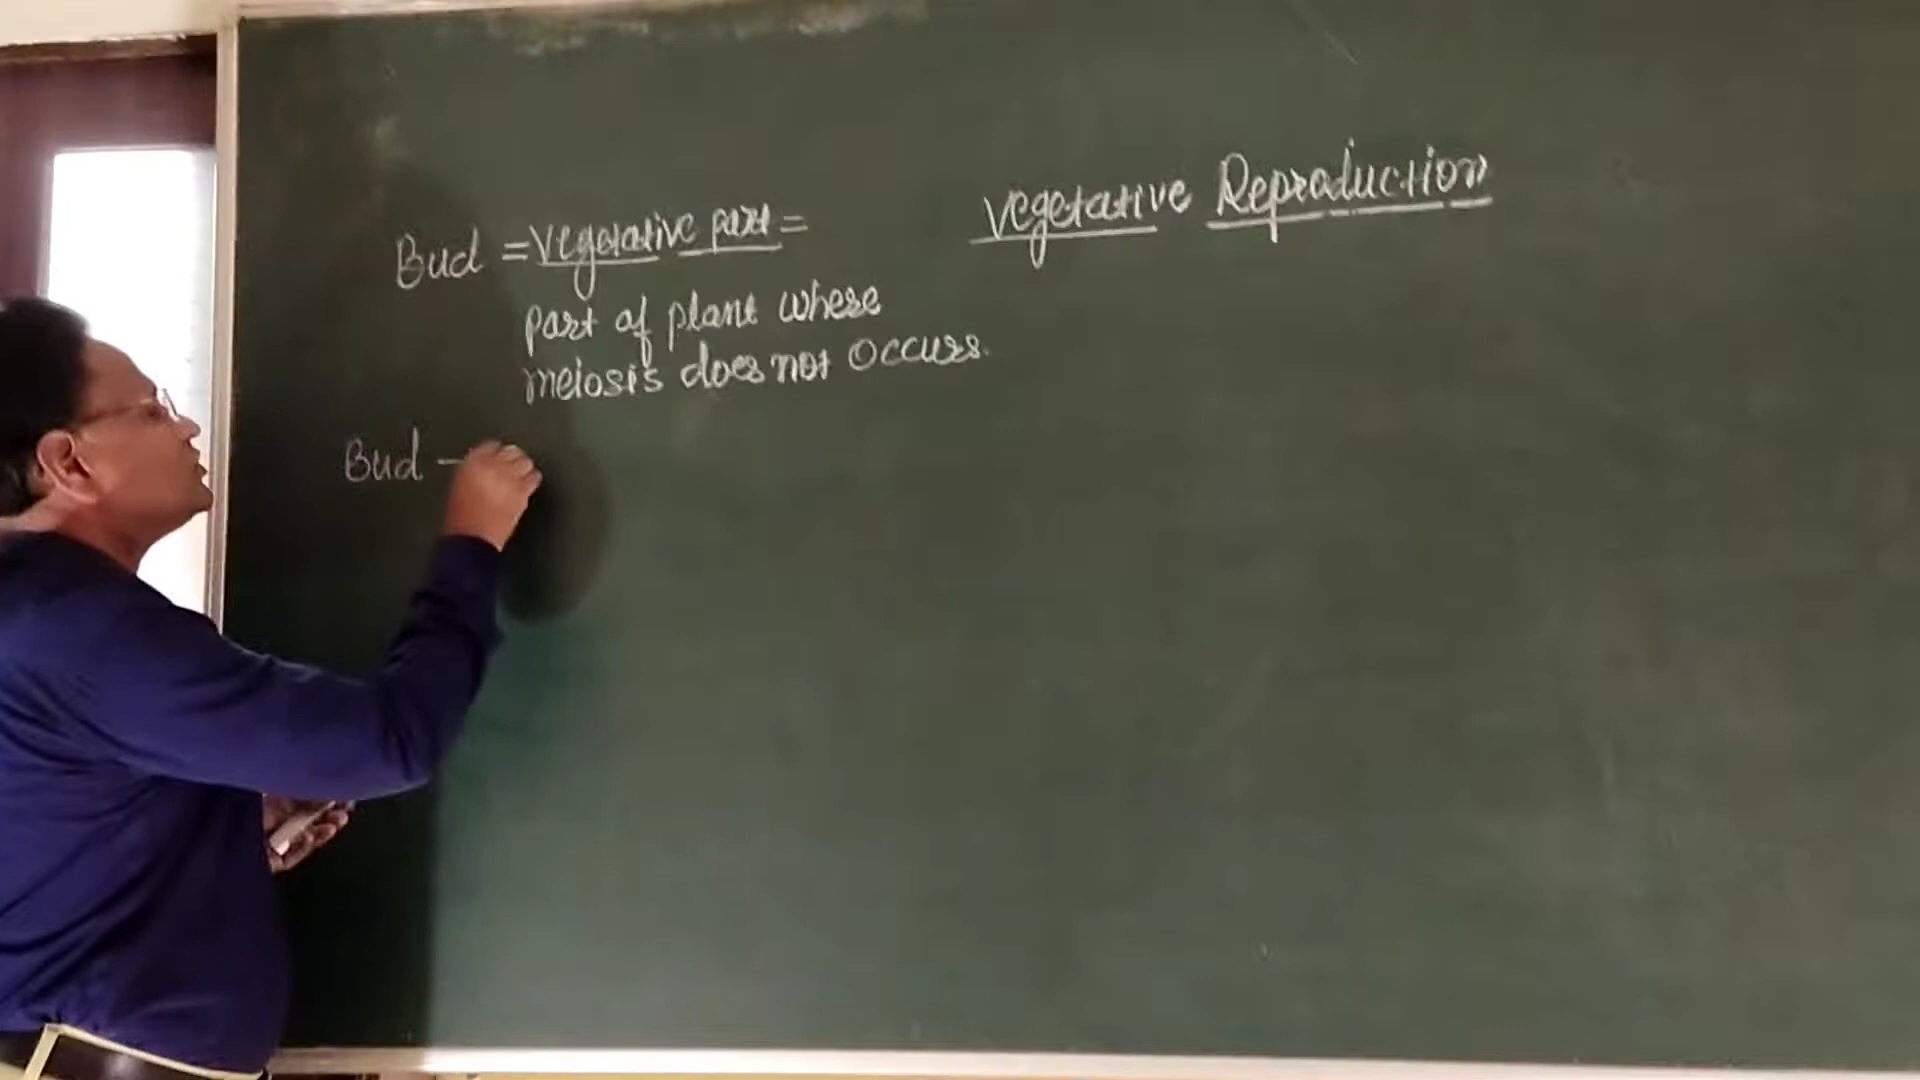 Vegetative Reproduction
Bud = Vegetative part =
part of plant where
meiosis does not occurs.
Bud –